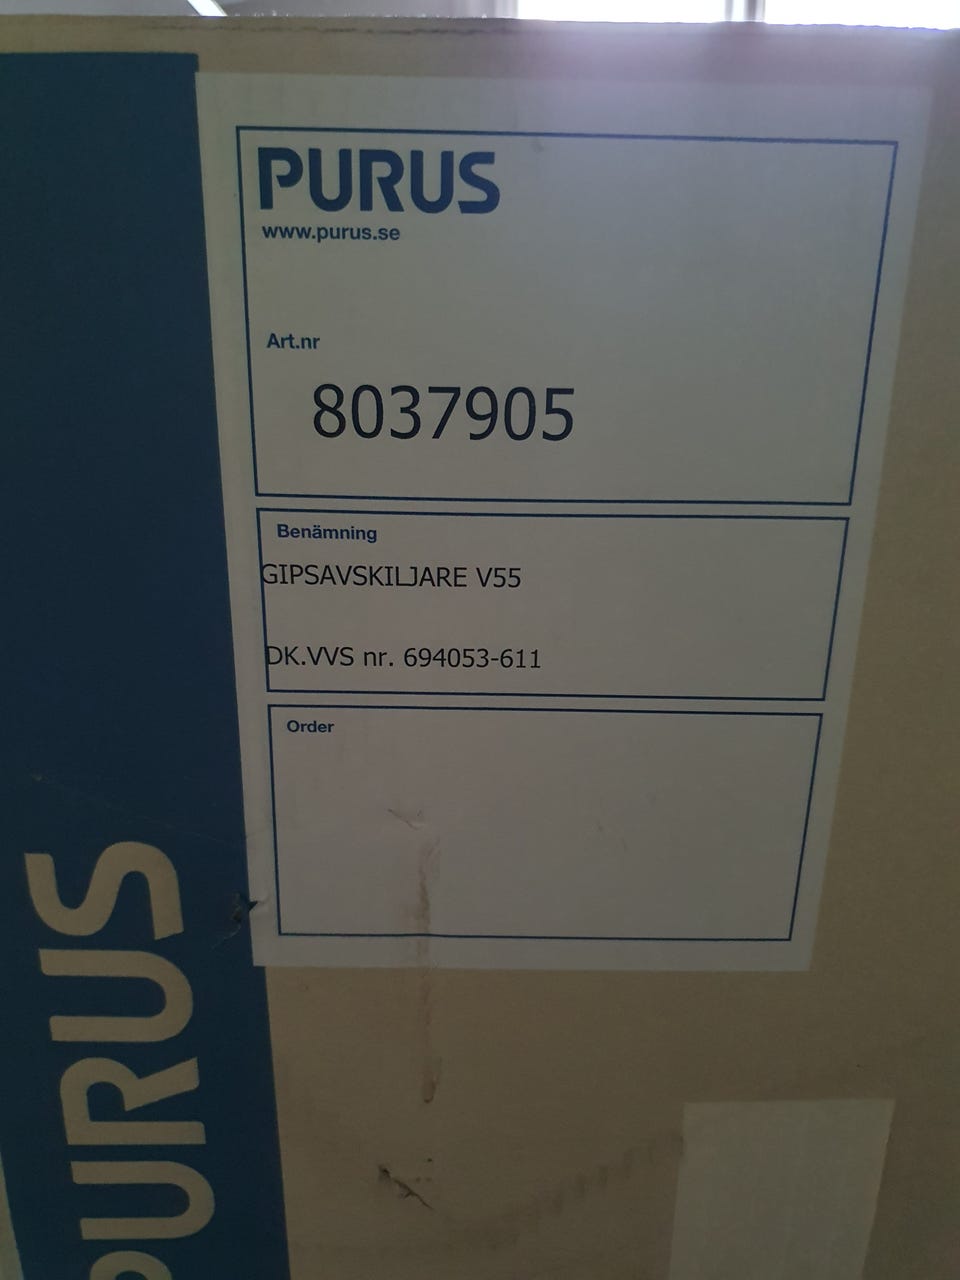 PURUS
www.purus.se
Art.nr
8037905
Benämning
GIPSAVSKILJARE V55
DK.VVS nr. 694053-611
Order
PURUS